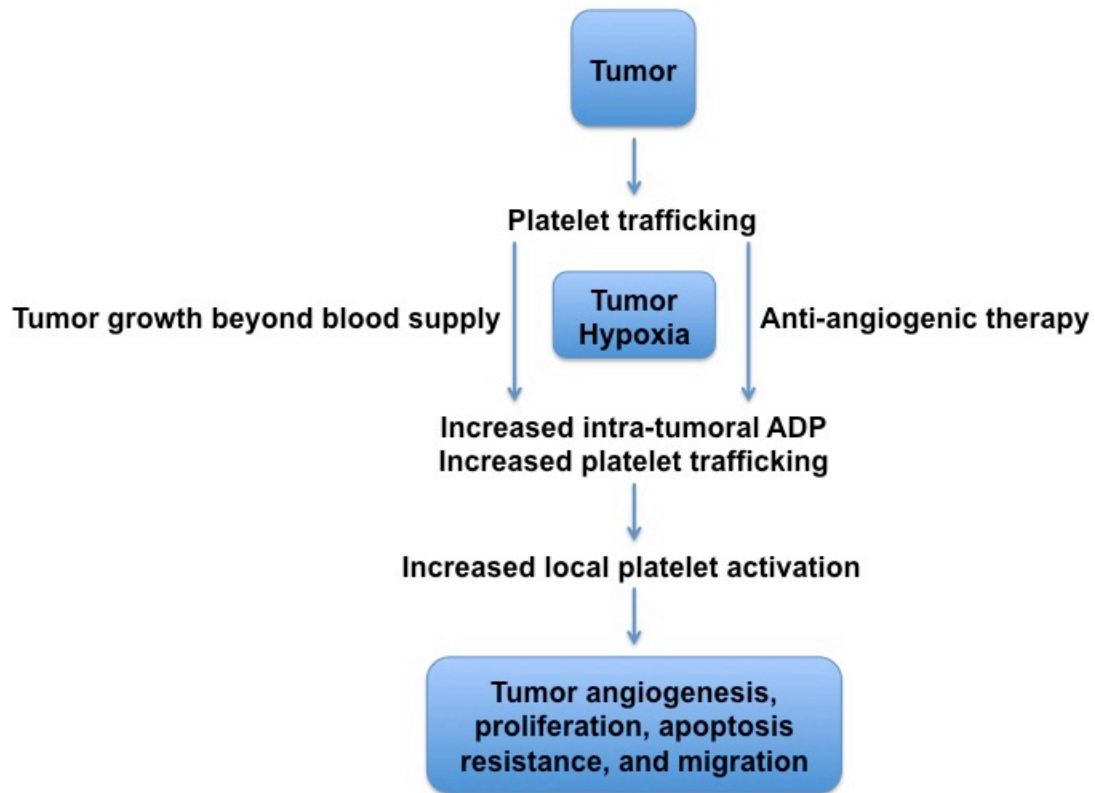 Tumor
Platelet trafficking
Tumor growth beyond blood supply
Tumor
Hypoxia
Anti-angiogenic therapy
Increased intra-tumoral ADP
Increased platelet trafficking
Increased local platelet activation
Tumor angiogenesis,
proliferation, apoptosis
resistance, and migration